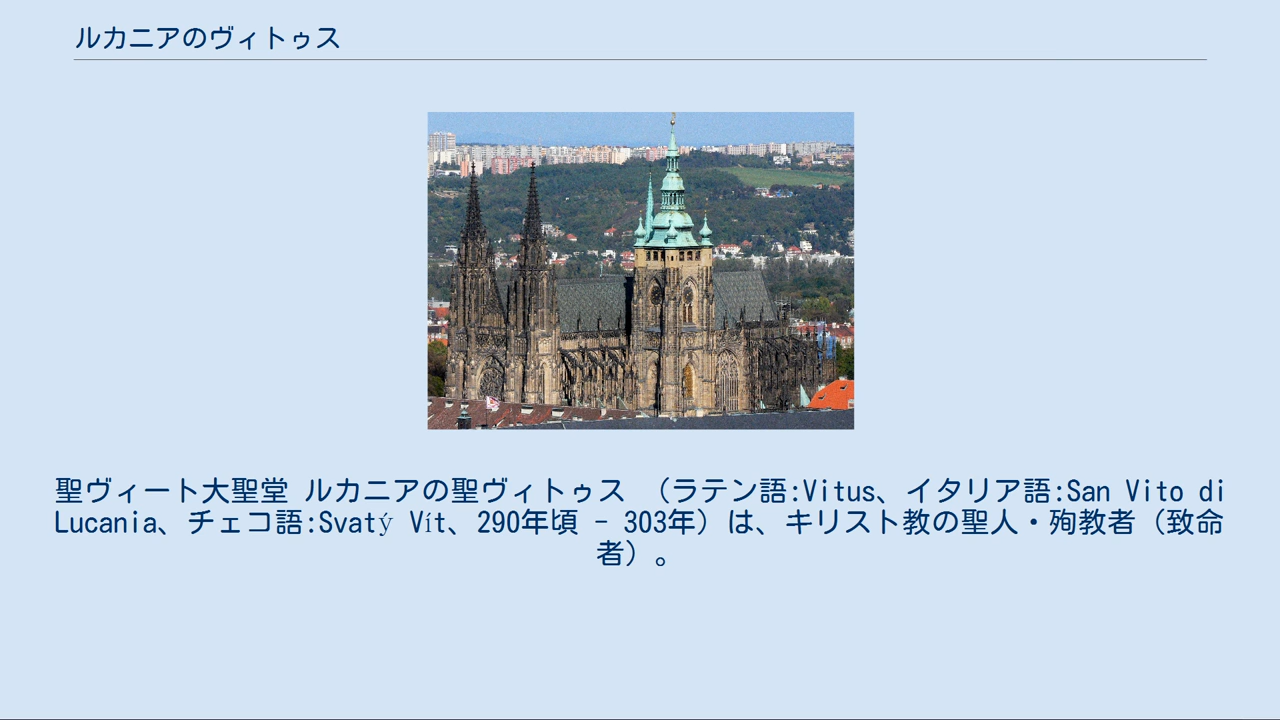 ルカニアのヴィトゥス
聖ヴィート大聖堂 ルカニアの聖ヴィトゥス （ラテン語:Vitus、イタリア語:San Vito di
Lucania、チェコ語:Svatý Vít、290年頃 - 303年）は、キリスト教の聖人・殉教者（致命
者）。